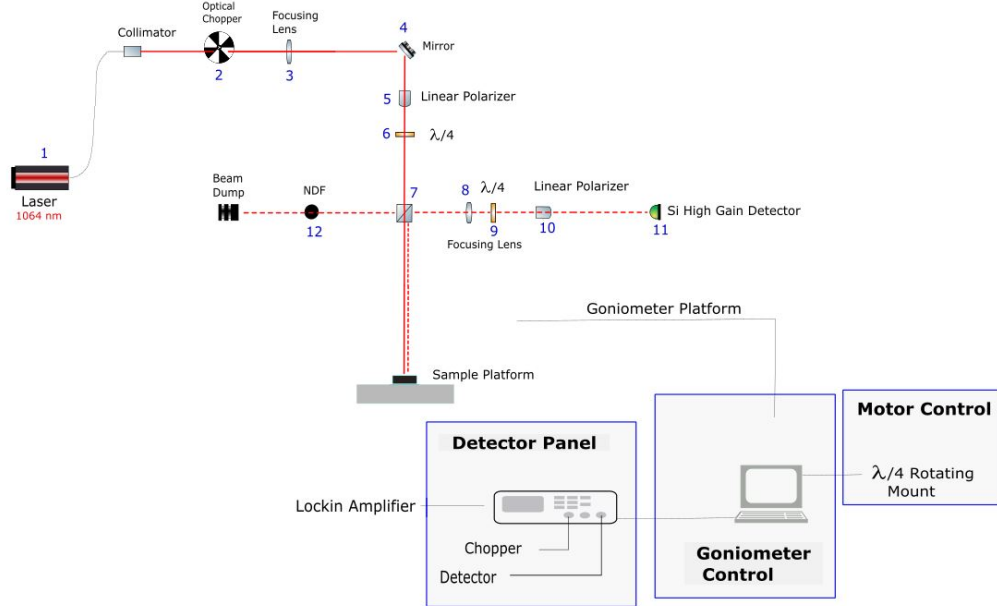 Optical
Chopper
Focusing
Lens
4
Collimator
Mirror
2
3
5
Linear Polarizer
1
6
λ/4
Laser
1064 nm
Beam
Dump
NDF
7
8
λ/4
Linear Polarizer
Si High Gain Detector
12
Focusing Lens
9
10
11
Goniometer Platform
Sample Platform
Detector Panel
Motor Control
Lockin Amplifier
λ/4 Rotating
Mount
Chopper
Detector
Goniometer
Control